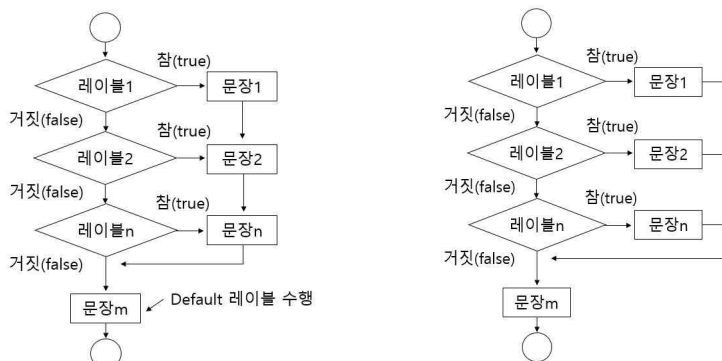 참(true)
레이블1
문장1
거짓(false)
참(true)
레이블2
문장2
거짓(false)
참(true)
레이블n
문장n
거짓(false)
문장m
Default 레이블 수행
참(true)
레이블1
문장1
거짓(false)
참(true)
레이블2
문장2
거짓(false)
참(true)
레이블n
문장n
거짓(false)
문장m